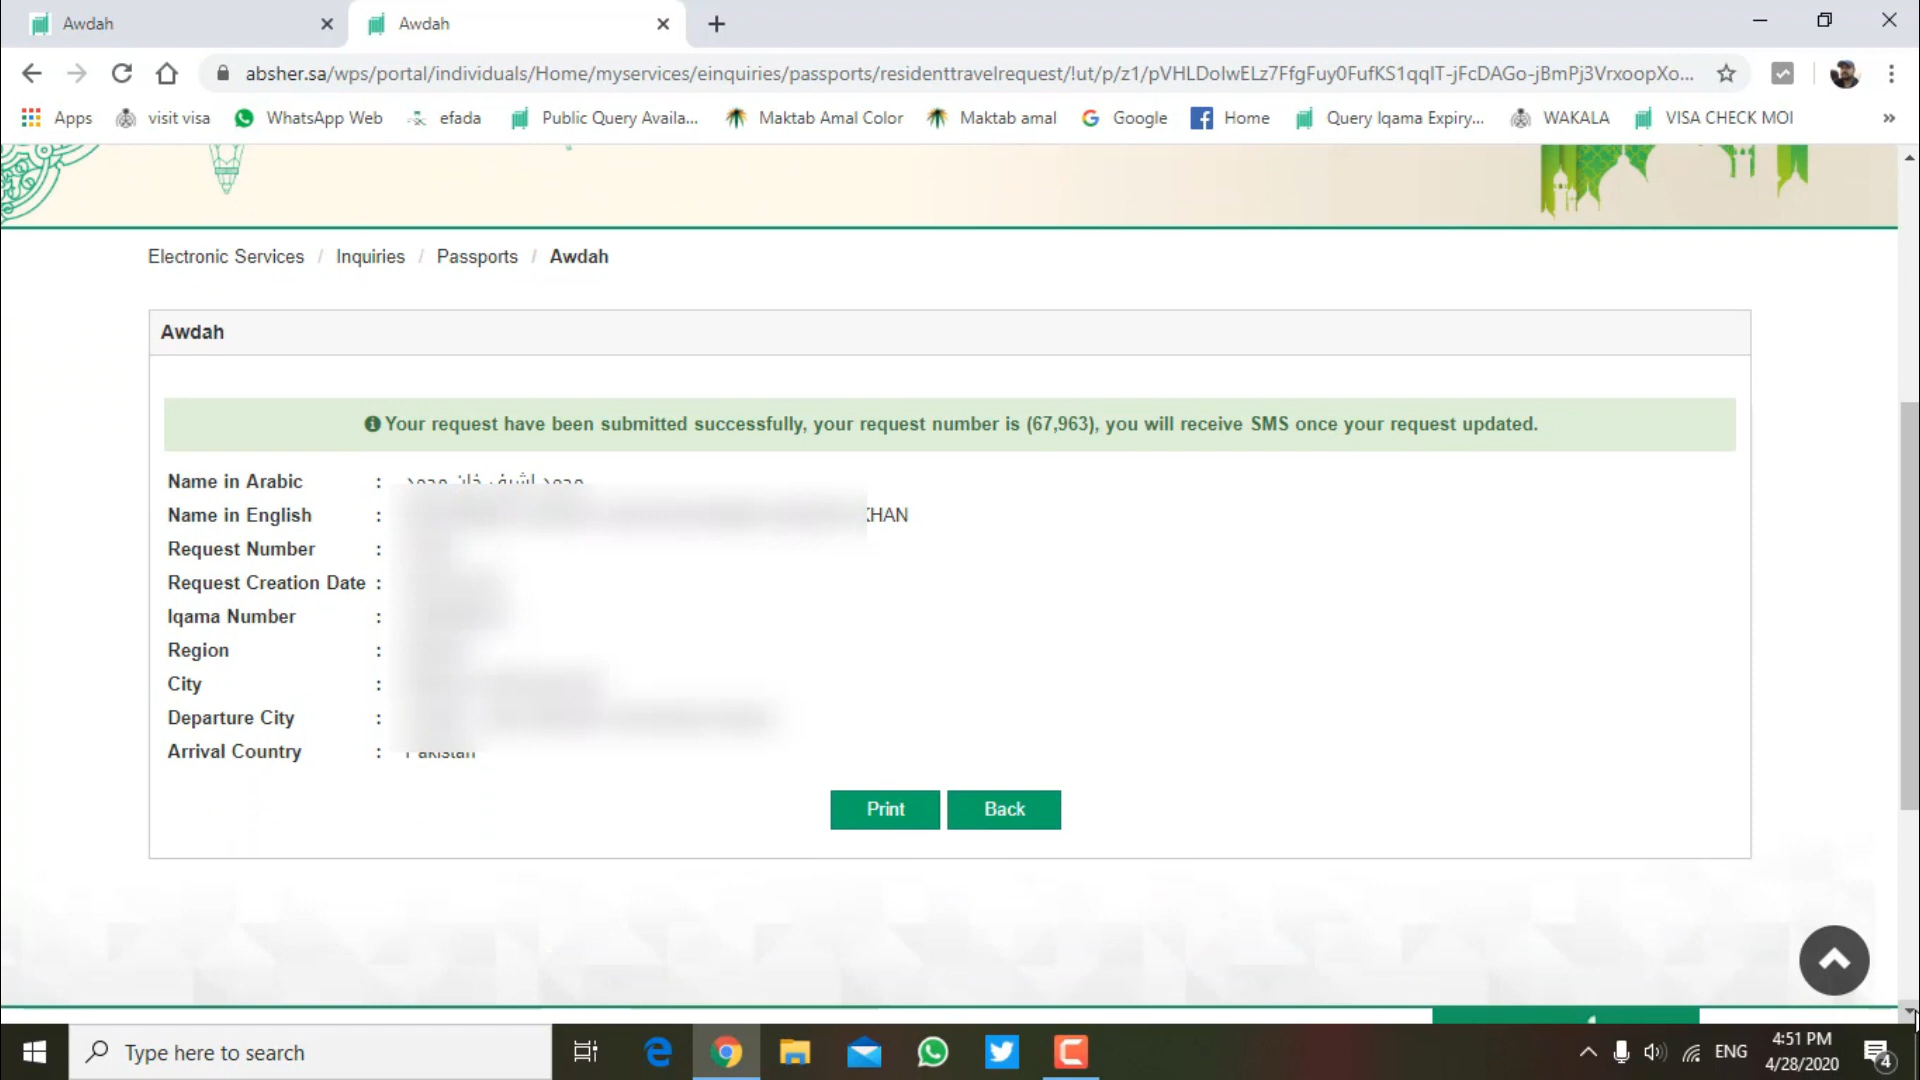 Awdah
Awdah
absher.sa/wps/portal/individuals/Home/myservices/einquiries/passports/residenttravelrequest/!ut/p/z1/pVHLDoIwELz7FfgFuy0FufKS1qqIT-jFcDAGo-jBmPj3VrxoopXo...
Apps
visit visa
WhatsApp Web
efada
Public Query Availa...
Maktab Amal Color
Maktab amal
Google
Home
Query Iqama Expiry...
WAKALA
VISA CHECK MOI
»
Electronic Services / Inquiries / Passports / Awdah
Awdah
Your request have been submitted successfully, your request number is (67,963), you will receive SMS once your request updated.
Name in Arabic :
Name in English : KHAN
Request Number :
Request Creation Date :
Iqama Number :
Region :
City :
Departure City :
Arrival Country : Pakistan
Print
Back
Type here to search
ENG
4:51 PM
4/28/2020
4